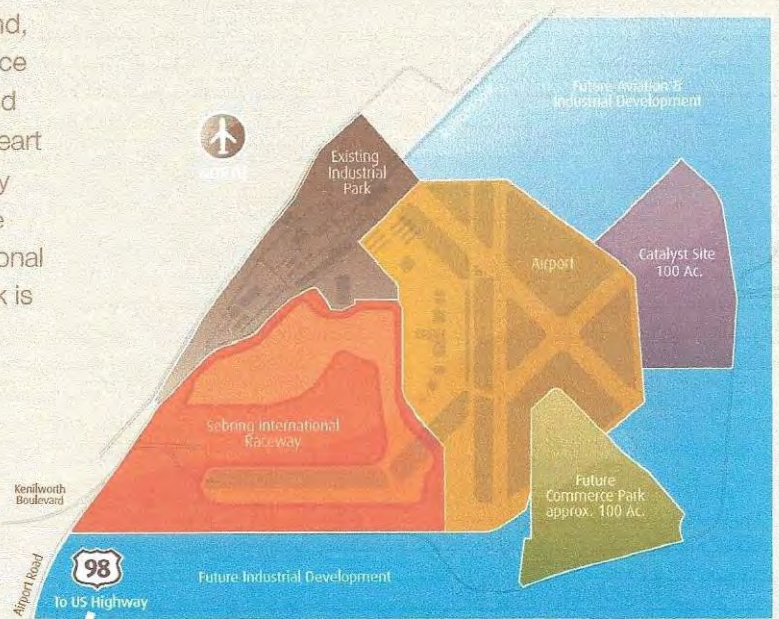 nd,
ce
d
eart
y
e
onal
k is
Future Aviation &
Industrial Development
Existing
Industrial
Park
Airport
Catalyst Site
100 Ac.
Sebring International
Raceway
Future
Commerce Park
approx. 100 Ac.
Kenilworth
Boulevard
Airport Road
98
To US Highway
Future Industrial Development